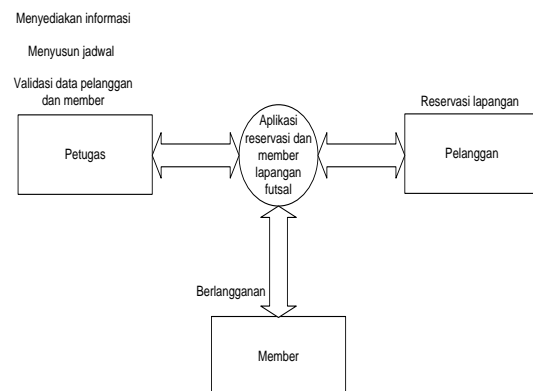 Menyediakan informasi
Menyusun jadwal
Validasi data pelanggan
dan member
Petugas
Aplikasi
reservasi dan
member
lapangan
futsal
Reservasi lapangan
Pelanggan
Berlangganan
Member